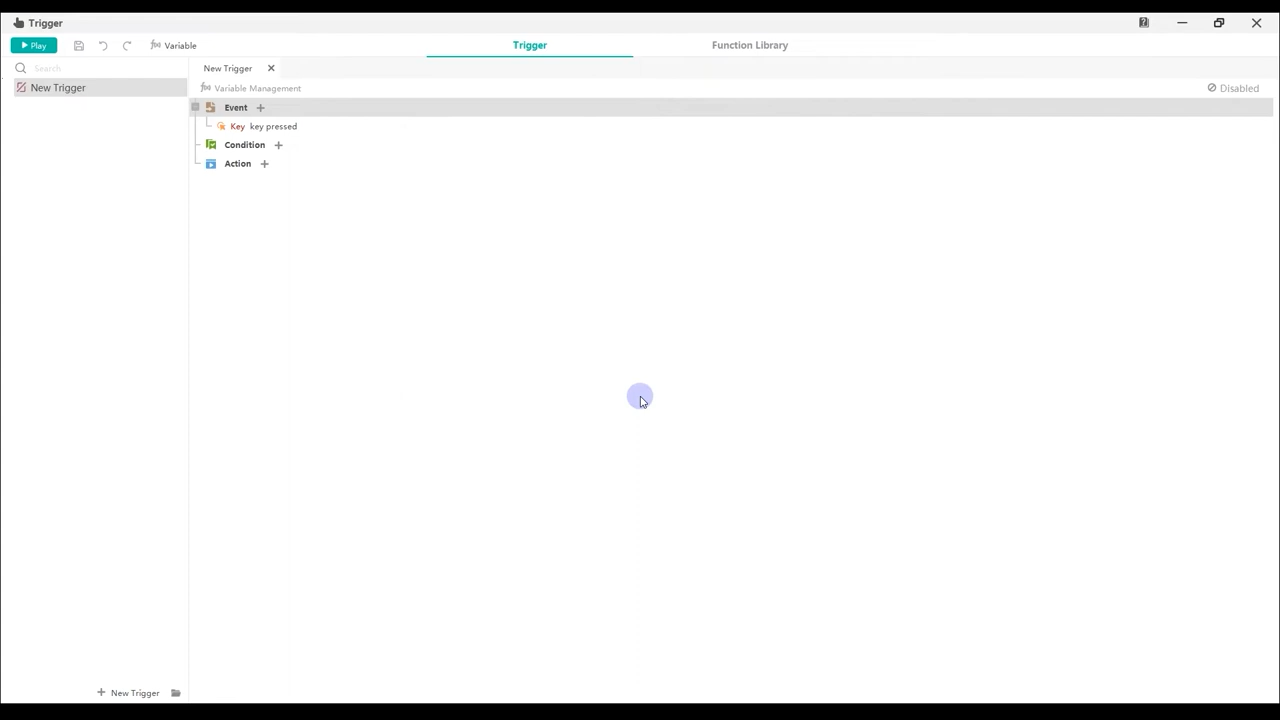 Trigger
Play
Variable
Trigger
Function Library
Search
New Trigger
New Trigger
Variable Management
Disabled
Event
Key key pressed
Condition
Action
New Trigger